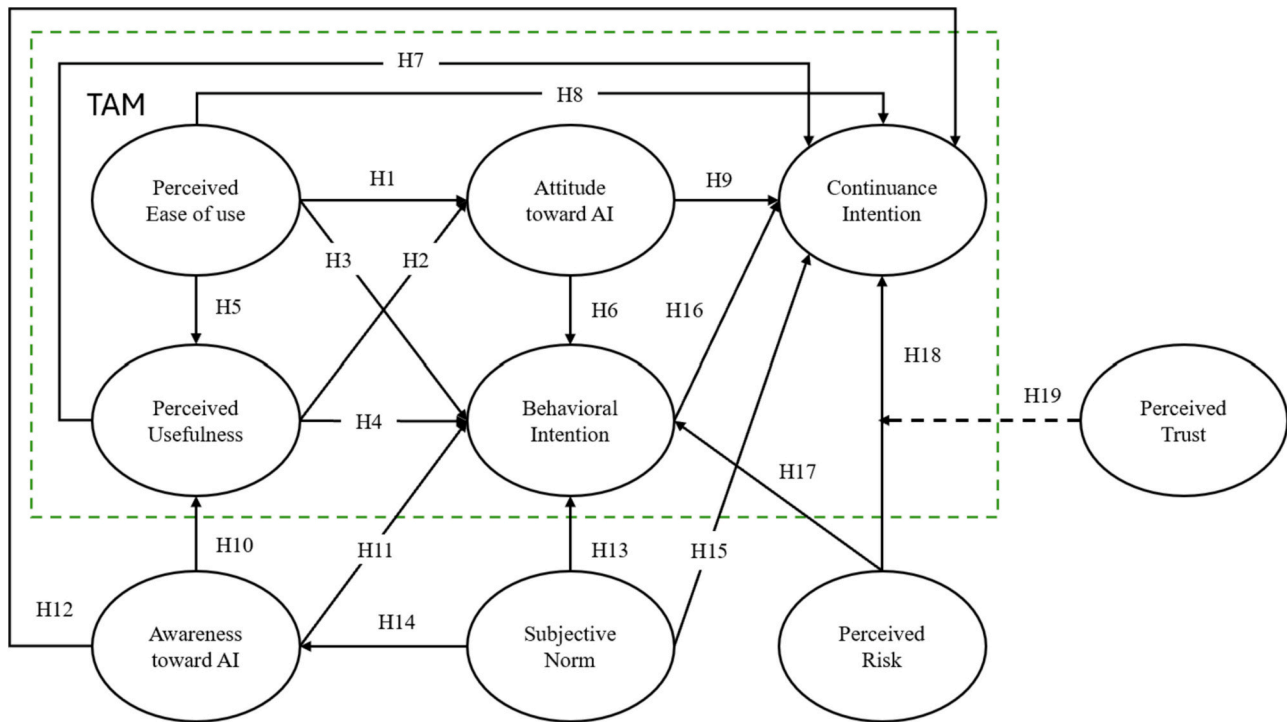 H7
TAM
H8
Perceived
Ease of use
H1
Attitude
toward AI
H9
Continuance
Intention
H3
H2
H5
H6
H16
H18
Perceived
Usefulness
H4
Behavioral
Intention
H19
Perceived
Trust
H17
H10
H11
H13
H15
H12
Awareness
toward AI
H14
Subjective
Norm
Perceived
Risk